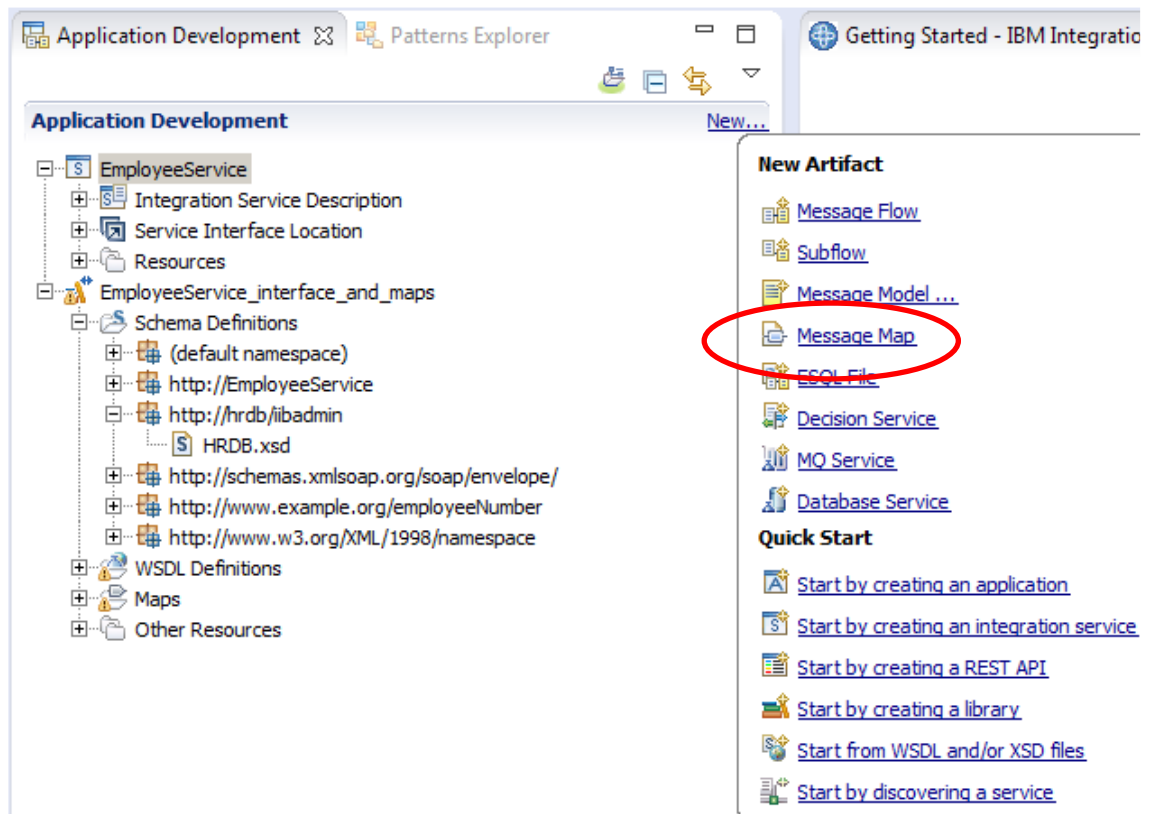 Application Development
Patterns Explorer
Getting Started - IBM Integratio
Application Development
New...
EmployeeService
Integration Service Description
Service Interface Location
Resources
EmployeeService_interface_and_maps
Schema Definitions
(default namespace)
http://EmployeeService
http://hrdb/iibadmin
HRDB.xsd
http://schemas.xmlsoap.org/soap/envelope/
http://www.example.org/employeeNumber
http://www.w3.org/XML/1998/namespace
WSDL Definitions
Maps
Other Resources
New Artifact
Message Flow
Subflow
Message Model ...
Message Map
ESQL File
Decision Service
MQ Service
Database Service
Quick Start
Start by creating an application
Start by creating an integration service
Start by creating a REST API
Start by creating a library
Start from WSDL and/or XSD files
Start by discovering a service